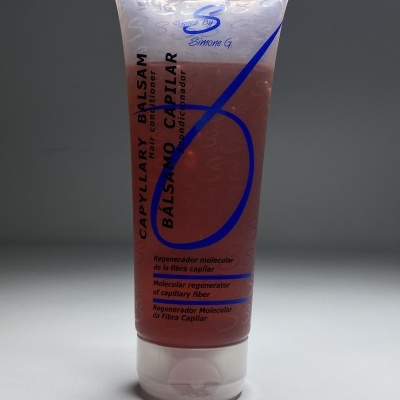 S
Simone G.
CAPYLLARY BALSAM
Hair conditioner
BÁLSAMO CAPILAR
Acondicionador
Regenerador molecular
de la fibra capilar
Molecular regenerator
of capillary fiber
Regenerador Molecular
da Fibra Capilar